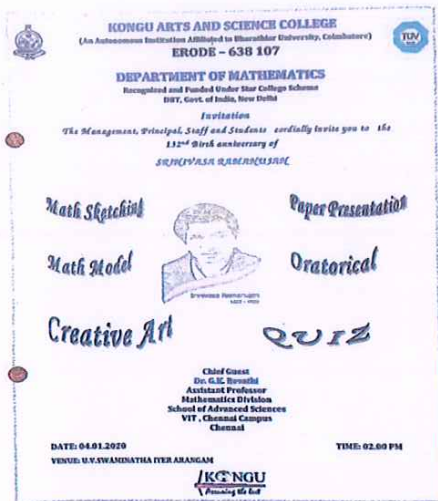 KONGU ARTS AND SCIENCE COLLEGE
(An Autonomous Institution Affiliated to Bharathiar University, Coimbatore)
ERODE – 638 107
TUV
DEPARTMENT OF MATHEMATICS
Recognized and Funded Under Star College Scheme
DBT, Govt. of India, New Delhi
Invitation
The Management, Principal, Staff and Students cordially invite you to the
132nd Birth anniversary of
SRINIVASA RAMANUJAN
Math Sketching
Paper Presentation
Math Model
Oratorical
Srinivasa Ramanujan
Creative Art
QUIZ
Chief Guest
Dr. G.K. Revathi
Assistant Professor
Mathematics Division
School of Advanced Sciences
VIT , Chennai Campus
Chennai
DATE: 04.01.2020
TIME: 02.00 PM
VENUE: U.V.SWAMINATHA IYER ARANGAM
KONGU